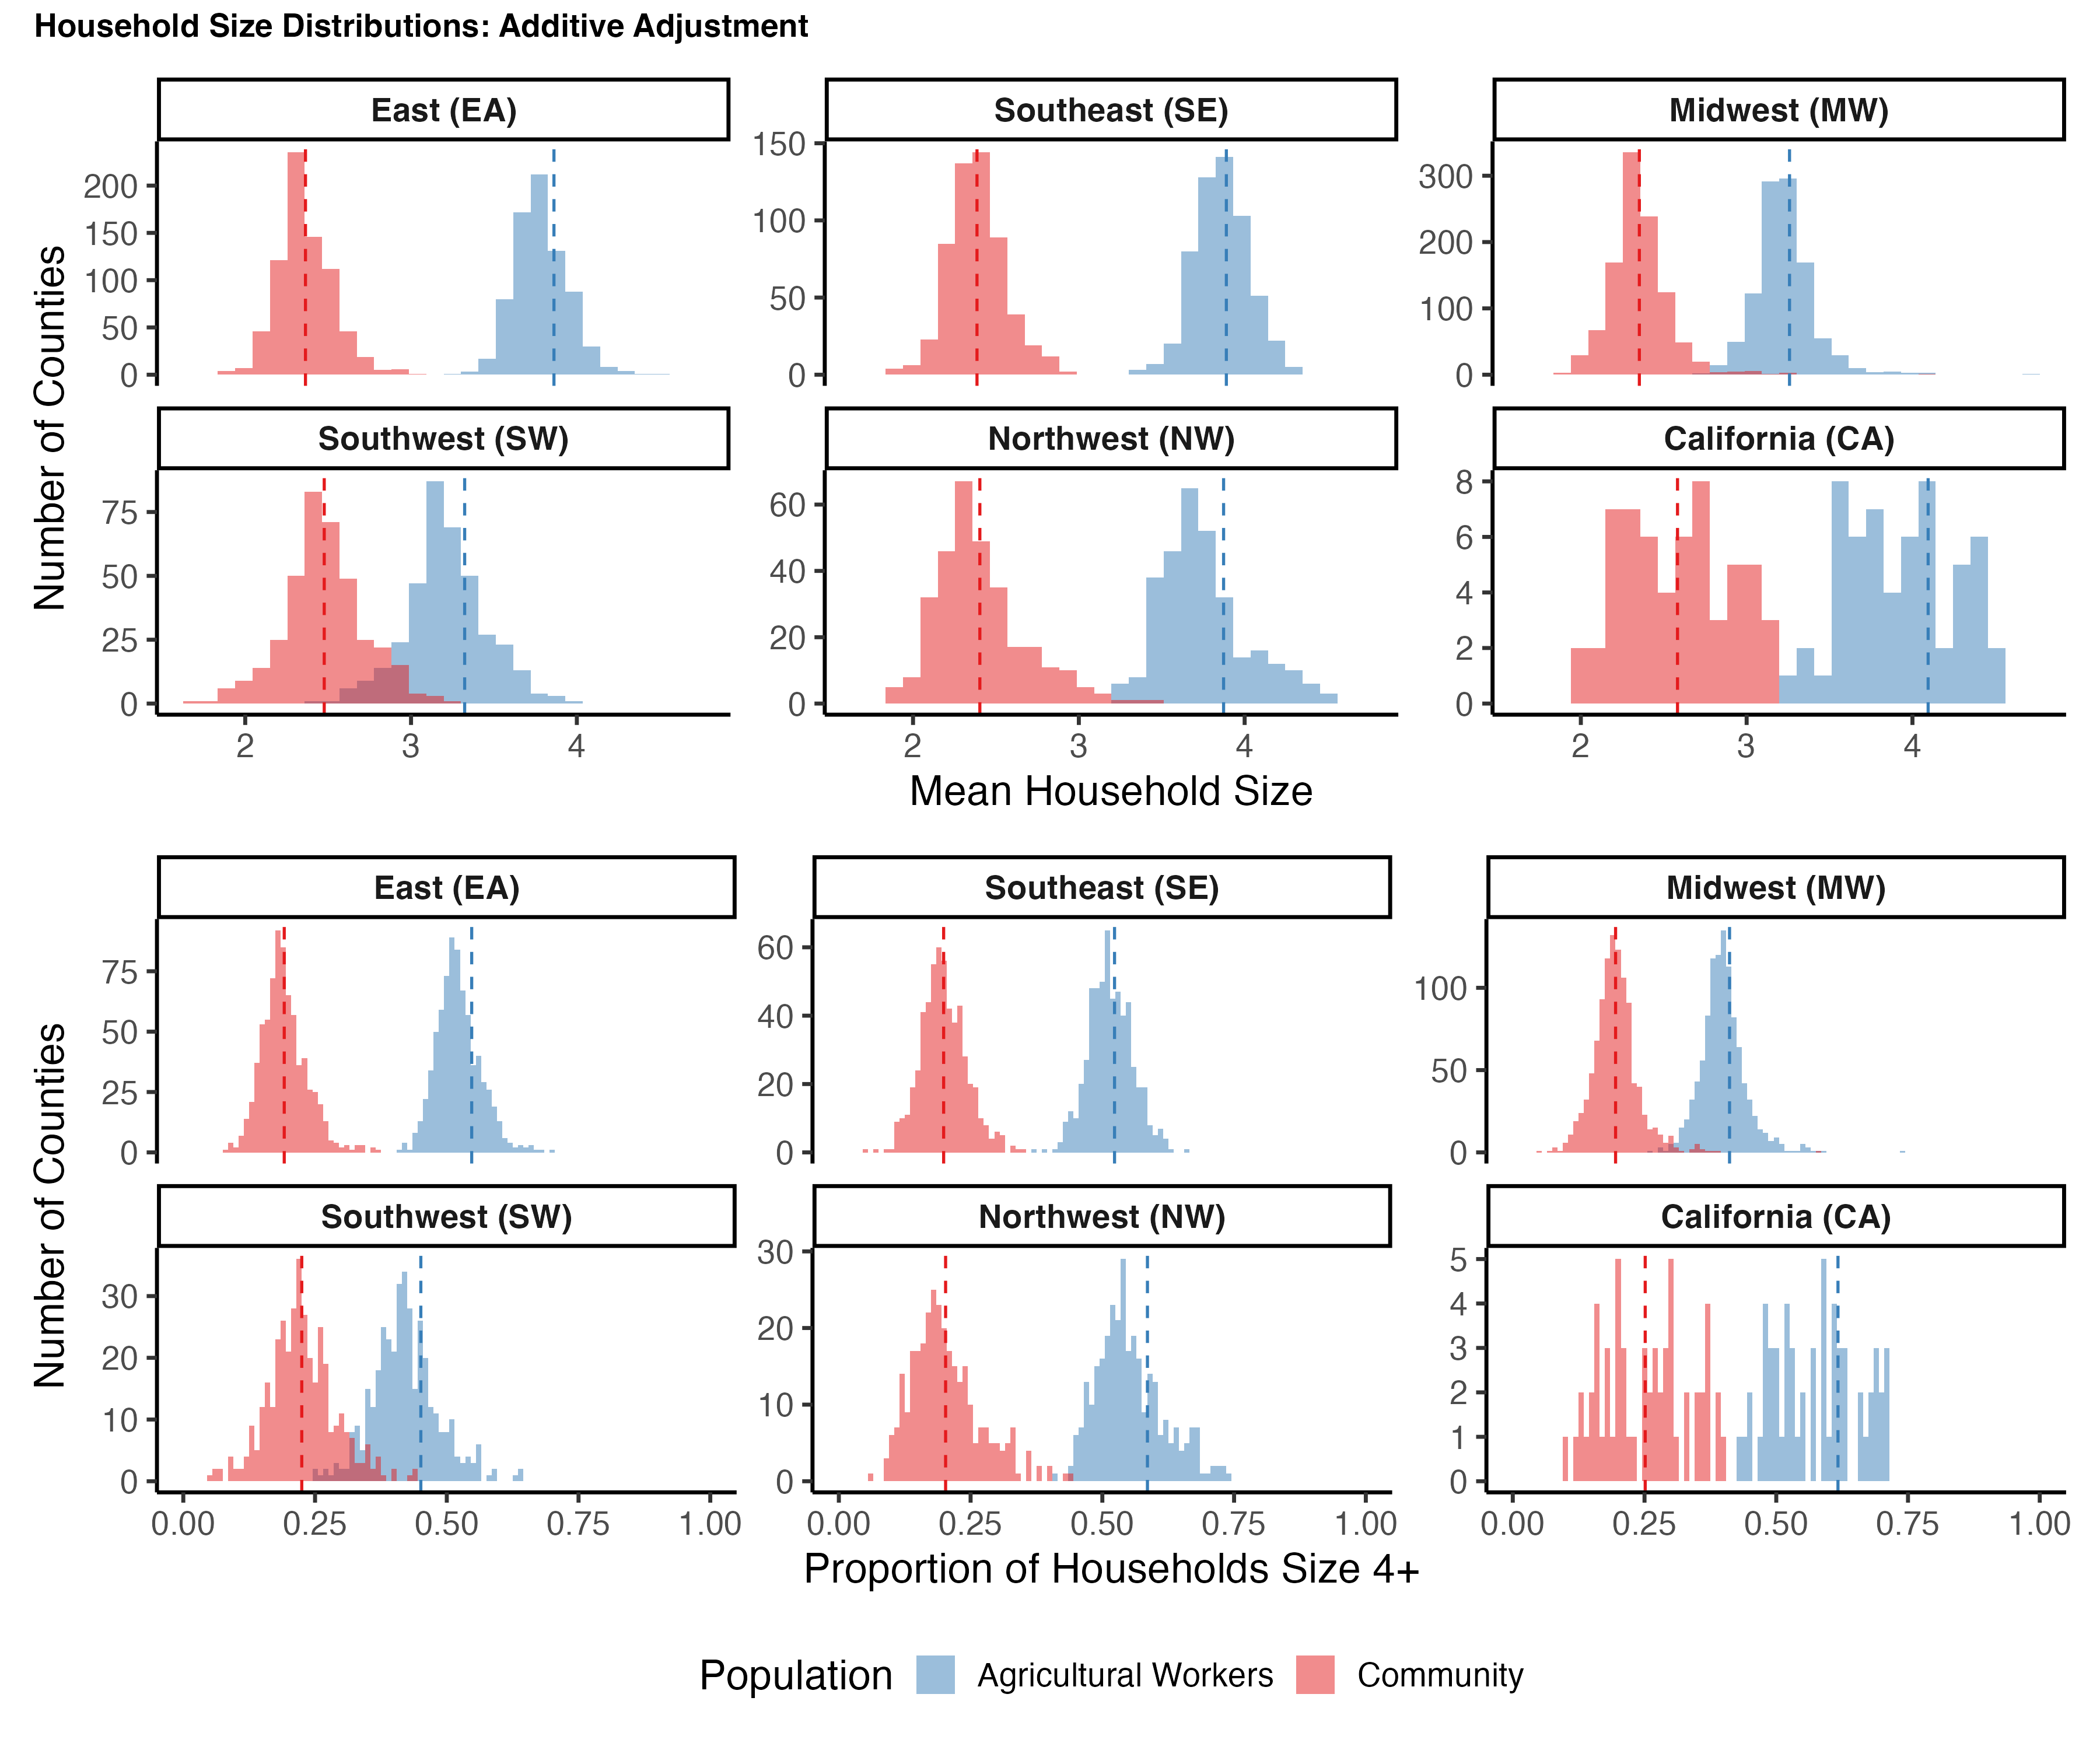 Household Size Distributions: Additive Adjustment
East (EA)
Southeast (SE)
Midwest (MW)
200
150
100
50
0
150
100
50
0
300
200
100
0
Number of Counties
Southwest (SW)
Northwest (NW)
California (CA)
75
50
25
0
60
40
20
0
8
6
4
2
0
2 3 4
2 3 4
2 3 4
Mean Household Size
East (EA)
Southeast (SE)
Midwest (MW)
75
50
25
0
60
40
20
0
100
50
0
Number of Counties
Southwest (SW)
Northwest (NW)
California (CA)
30
20
10
0
30
20
10
0
5
4
3
2
1
0
0.00 0.25 0.50 0.75 1.00
0.00 0.25 0.50 0.75 1.00
0.00 0.25 0.50 0.75 1.00
Proportion of Households Size 4+
Population Agricultural Workers Community